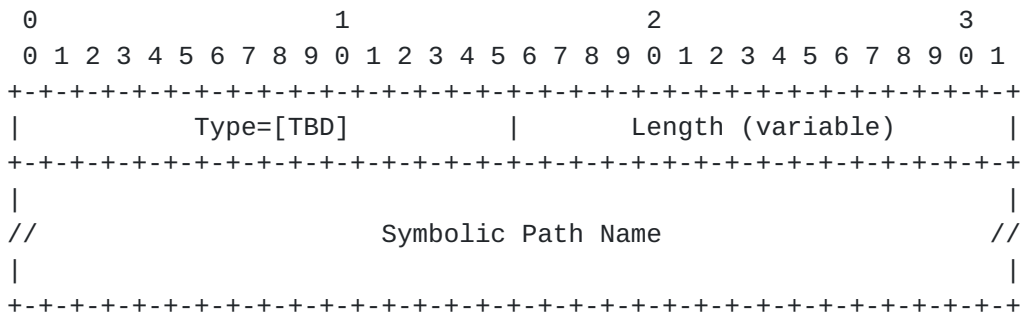 0                   1                   2                   3
 0 1 2 3 4 5 6 7 8 9 0 1 2 3 4 5 6 7 8 9 0 1 2 3 4 5 6 7 8 9 0 1
+-+-+-+-+-+-+-+-+-+-+-+-+-+-+-+-+-+-+-+-+-+-+-+-+-+-+-+-+-+-+-+-+
|           Type=[TBD]          |       Length (variable)       |
+-+-+-+-+-+-+-+-+-+-+-+-+-+-+-+-+-+-+-+-+-+-+-+-+-+-+-+-+-+-+-+-+
|                                                               |
//                      Symbolic Path Name                     //
|                                                               |
+-+-+-+-+-+-+-+-+-+-+-+-+-+-+-+-+-+-+-+-+-+-+-+-+-+-+-+-+-+-+-+-+